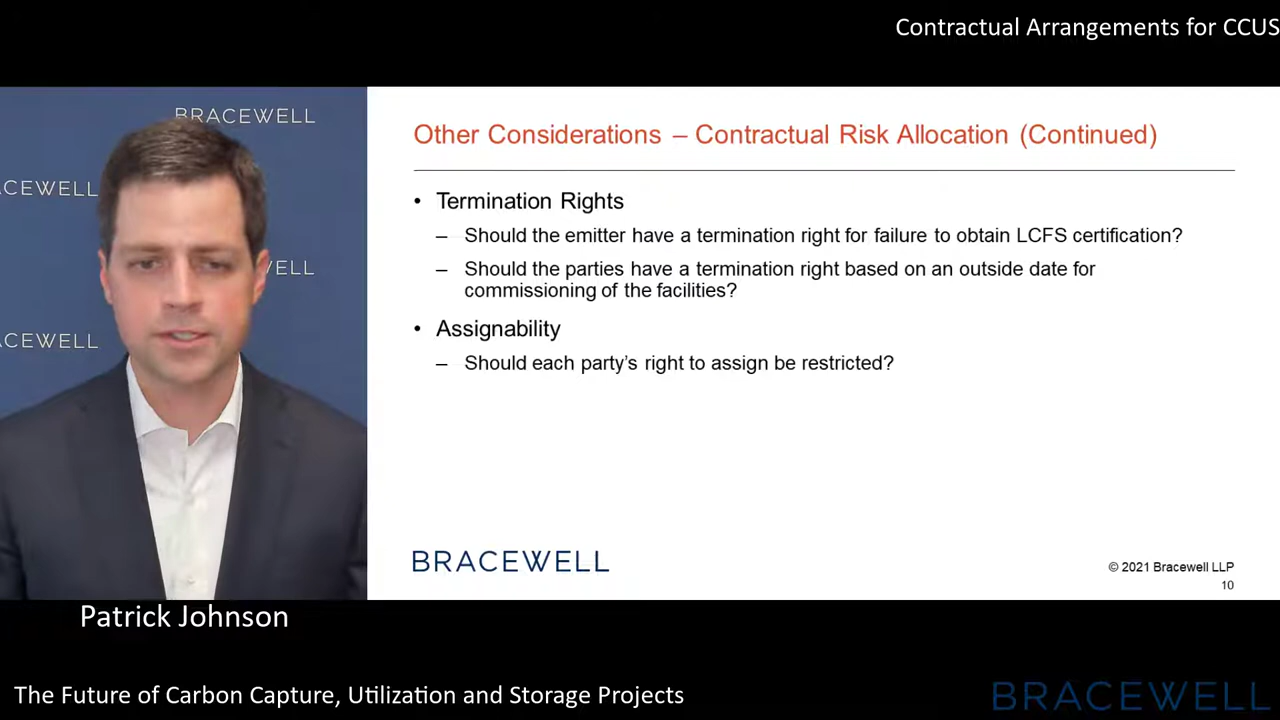 Contractual Arrangements for CCUS
BRACEWELL
ACEWELL
WELL
ACEWELL
Other Considerations – Contractual Risk Allocation (Continued)
• Termination Rights
– Should the emitter have a termination right for failure to obtain LCFS certification?
– Should the parties have a termination right based on an outside date for
commissioning of the facilities?
• Assignability
– Should each party's right to assign be restricted?
BRACEWELL
© 2021 Bracewell LLP
10
Patrick Johnson
The Future of Carbon Capture, Utilization and Storage Projects
BRACEWELL